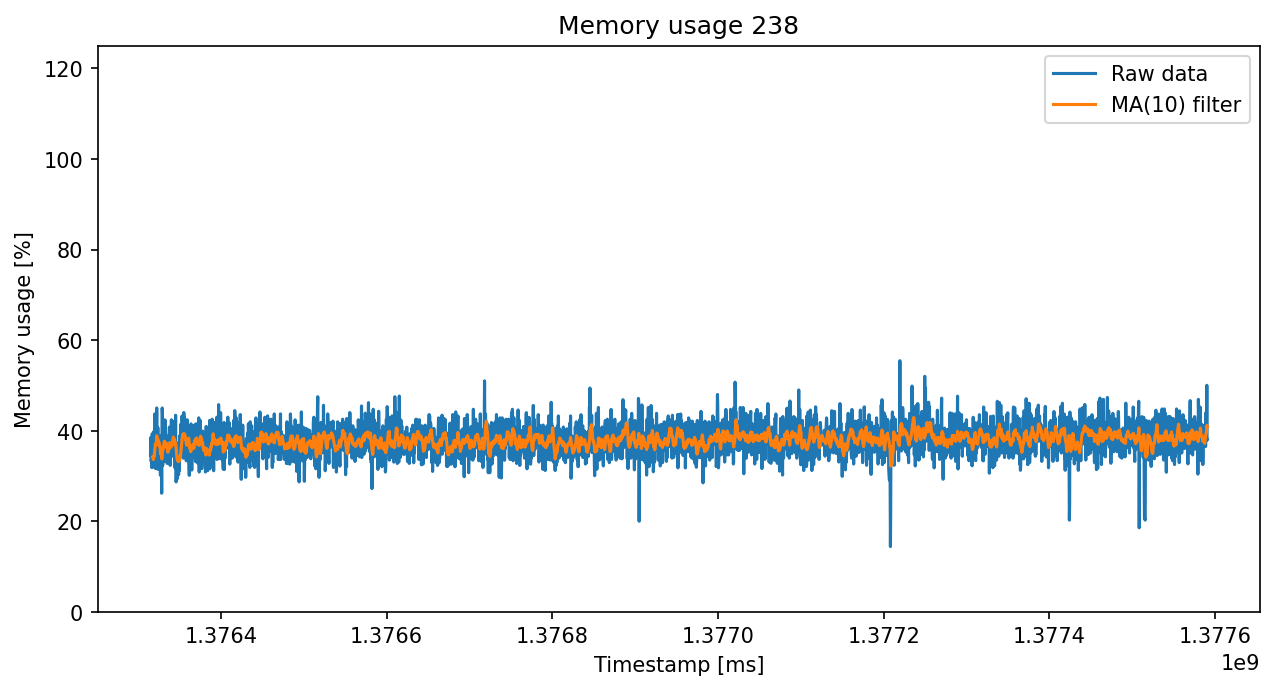 Memory usage 238
Raw data
MA(10) filter
Memory usage [%]
120
100
80
60
40
20
0
1.3764 1.3766 1.3768 1.3770 1.3772 1.3774 1.3776
1e9
Timestamp [ms]